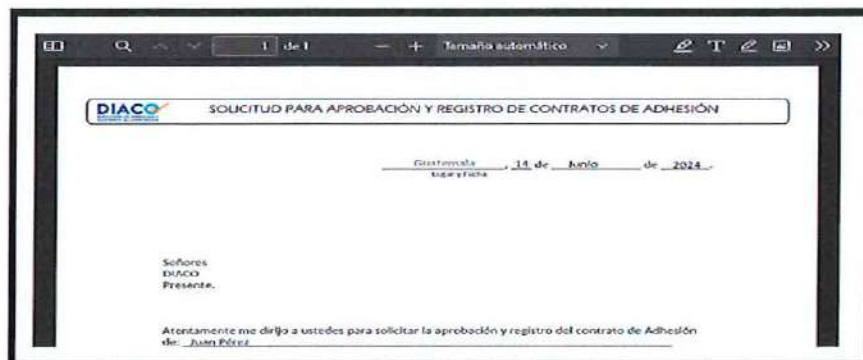 1 de 1 — + Tamaño automático
DIACO SOLICITUD PARA APROBACIÓN Y REGISTRO DE CONTRATOS DE ADHESIÓN
Guatemala, 14 de Junio de 2024.
Lugar y Fecha
Señores
DIACO
Presente.
Atentamente me dirijo a ustedes para solicitar la aprobación y registro del contrato de Adhesión
de: Juan Pérez